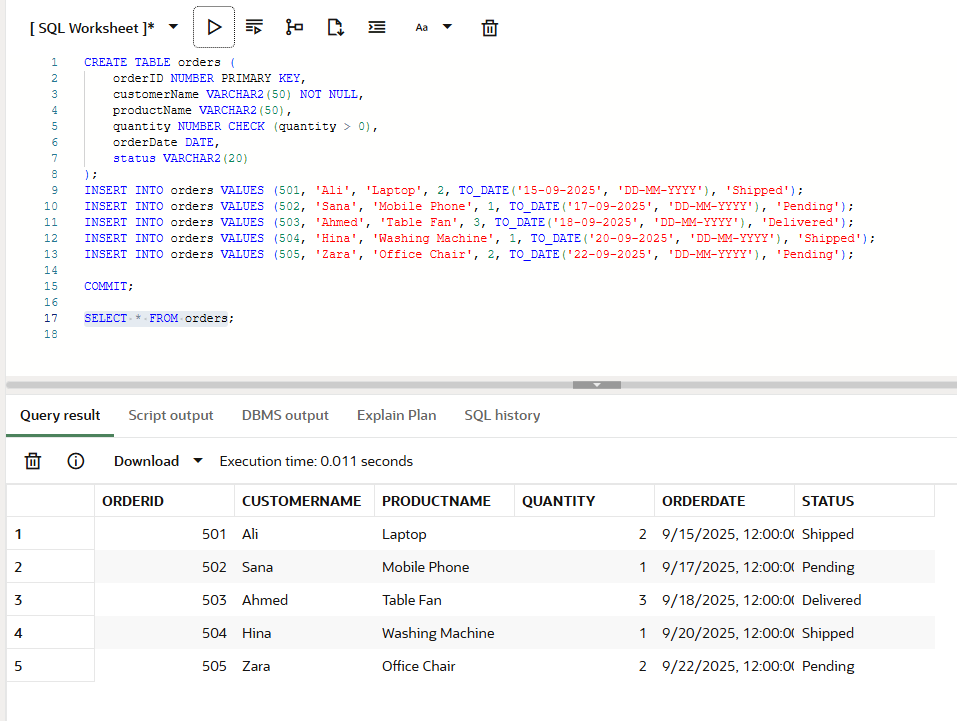 [ SQL Worksheet ]*
Aa
1 CREATE TABLE orders (
2 orderID NUMBER PRIMARY KEY,
3 customerName VARCHAR2(50) NOT NULL,
4 productName VARCHAR2(50),
5 quantity NUMBER CHECK (quantity > 0),
6 orderDate DATE,
7 status VARCHAR2(20)
8 );
9 INSERT INTO orders VALUES (501, 'Ali', 'Laptop', 2, TO_DATE('15-09-2025', 'DD-MM-YYYY'), 'Shipped');
10 INSERT INTO orders VALUES (502, 'Sana', 'Mobile Phone', 1, TO_DATE('17-09-2025', 'DD-MM-YYYY'), 'Pending');
11 INSERT INTO orders VALUES (503, 'Ahmed', 'Table Fan', 3, TO_DATE('18-09-2025', 'DD-MM-YYYY'), 'Delivered');
12 INSERT INTO orders VALUES (504, 'Hina', 'Washing Machine', 1, TO_DATE('20-09-2025', 'DD-MM-YYYY'), 'Shipped');
13 INSERT INTO orders VALUES (505, 'Zara', 'Office Chair', 2, TO_DATE('22-09-2025', 'DD-MM-YYYY'), 'Pending');
14
15 COMMIT;
16
17 SELECT * FROM orders;
18
Query result Script output DBMS output Explain Plan SQL history
Download Execution time: 0.011 seconds
ORDERID CUSTOMERNAME PRODUCTNAME QUANTITY ORDERDATE STATUS
1 501 Ali Laptop 2 9/15/2025, 12:00:00 Shipped
2 502 Sana Mobile Phone 1 9/17/2025, 12:00:00 Pending
3 503 Ahmed Table Fan 3 9/18/2025, 12:00:00 Delivered
4 504 Hina Washing Machine 1 9/20/2025, 12:00:00 Shipped
5 505 Zara Office Chair 2 9/22/2025, 12:00:00 Pending